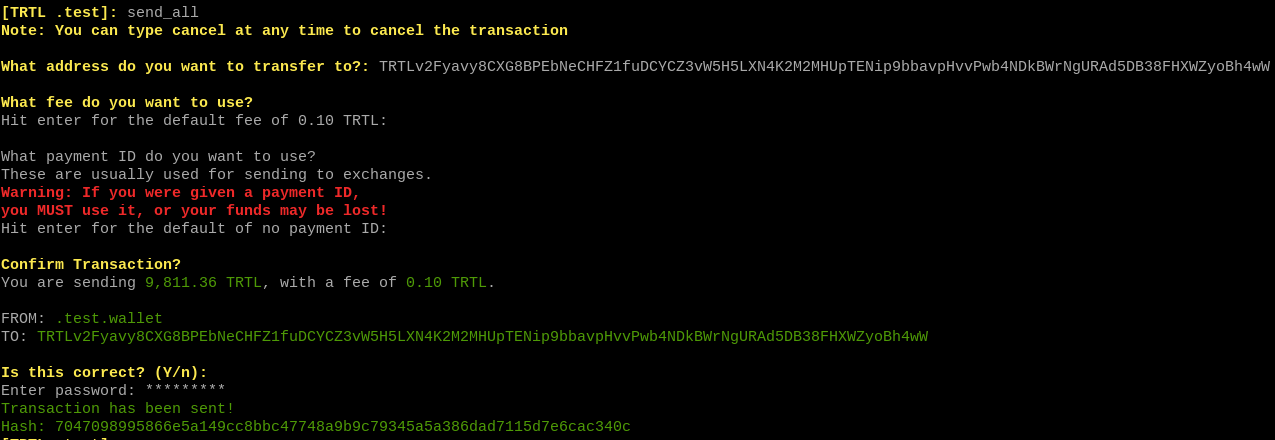 [TRTL .test]: send_all
Note: You can type cancel at any time to cancel the transaction
What address do you want to transfer to?: TRTLv2Fyavy8CXG8BPEbNeCHFZ1fuDCYCZ3vW5H5LXN4K2M2MHUpTENip9bbavpHvvPwb4NDkBWrNgURAd5DB38FHXWZyoBh4wW
What fee do you want to use?
Hit enter for the default fee of 0.10 TRTL:
What payment ID do you want to use?
These are usually used for sending to exchanges.
Warning: If you were given a payment ID,
you MUST use it, or your funds may be lost!
Hit enter for the default of no payment ID:
Confirm Transaction?
You are sending 9,811.36 TRTL, with a fee of 0.10 TRTL.
FROM: .test.wallet
TO: TRTLv2Fyavy8CXG8BPEbNeCHFZ1fuDCYCZ3vW5H5LXN4K2M2MHUpTENip9bbavpHvvPwb4NDkBWrNgURAd5DB38FHXWZyoBh4wW
Is this correct? (Y/n):
Enter password: *********
Transaction has been sent!
Hash: 7047098995866e5a149cc8bbc47748a9b9c79345a5a386dad7115d7e6cac340c